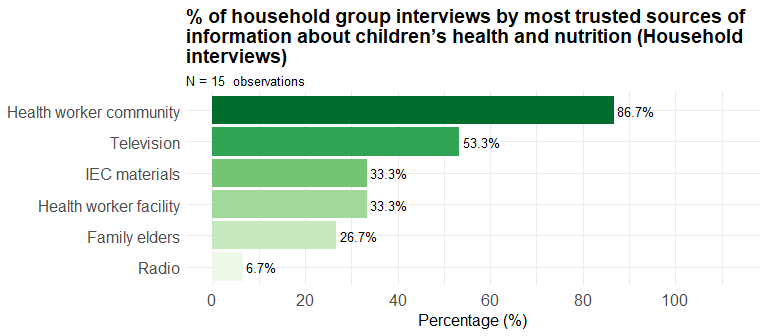 % of household group interviews by most trusted sources of
information about children’s health and nutrition (Household
interviews)
N = 15 observations
Health worker community 86.7%
Television 53.3%
IEC materials 33.3%
Health worker facility 33.3%
Family elders 26.7%
Radio 6.7%
0 20 40 60 80 100
Percentage (%)